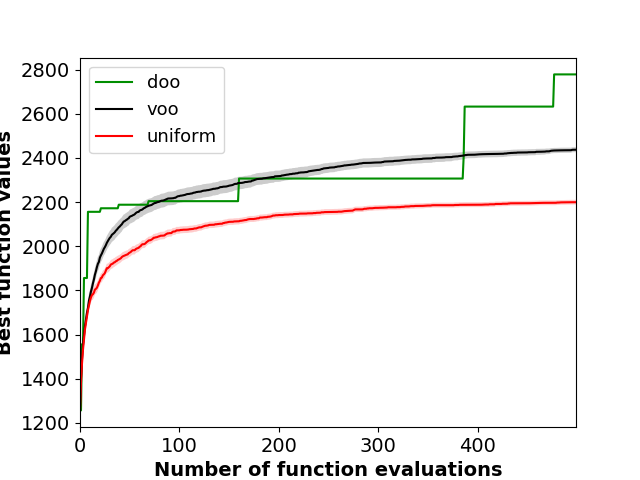 2800
2600
2400
2200
2000
1800
1600
1400
1200
doo
voo
uniform
0 100 200 300 400
Number of function evaluations
Best function values